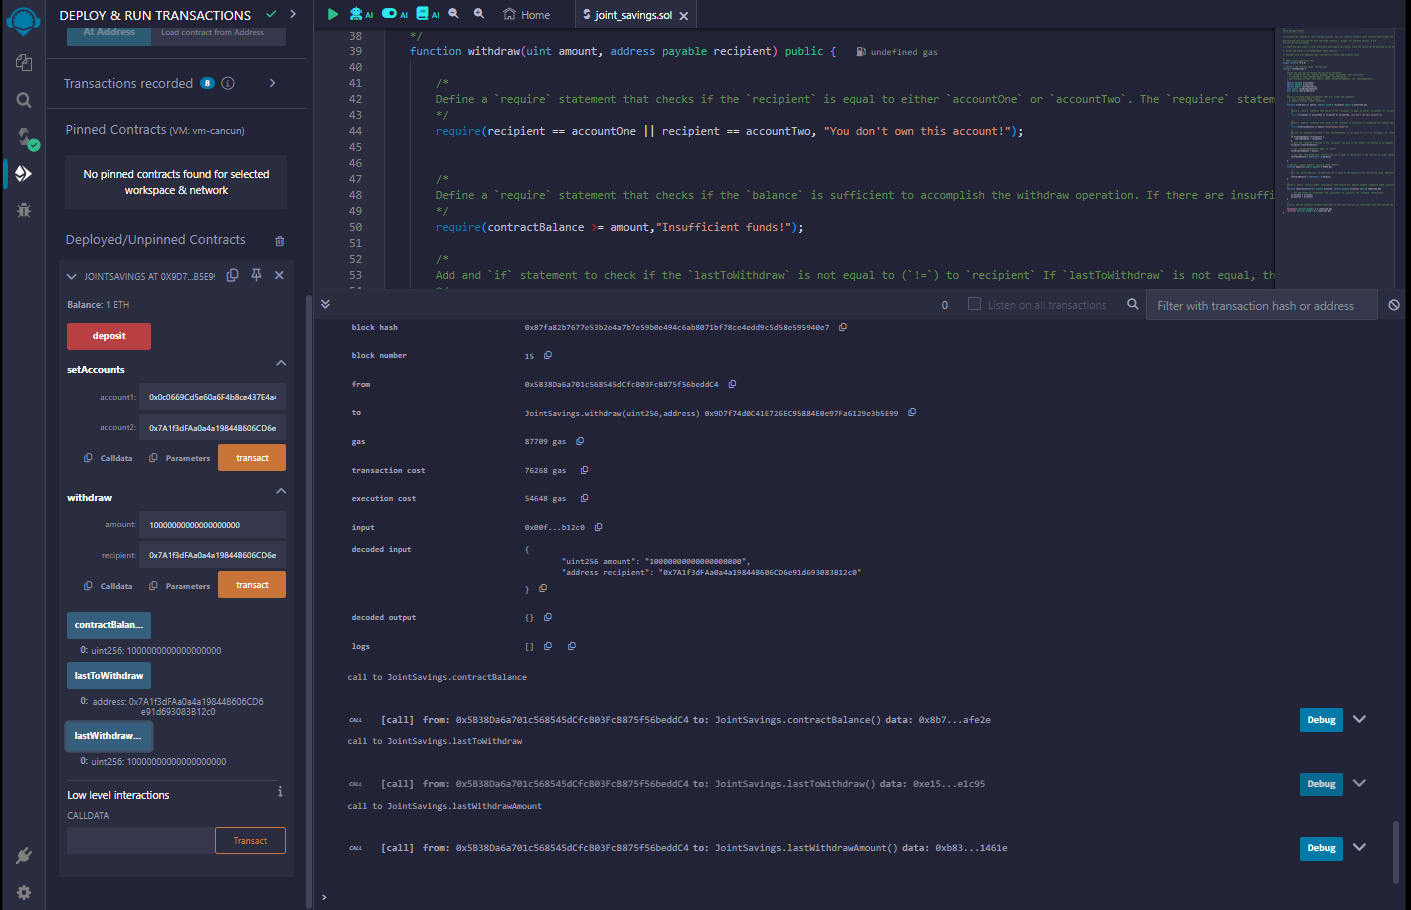 DEPLOY & RUN TRANSACTIONS
At Address
Load contract from Address
Transactions recorded 8
Pinned Contracts (VM: vm-cancun)
No pinned contracts found for selected
workspace & network
Deployed/Unpinned Contracts
JOINTSAVINGS AT 0X9D7...B5E99
Balance: 1 ETH
deposit
setAccounts
account1: 0x0c0669Cd5e60a6F4b8ce437E4a4
account2: 0x7A1f3dFAa0a4a19844B606CD6e
Calldata Parameters transact
withdraw
amount: 10000000000000000000
recipient: 0x7A1f3dFAa0a4a19844B606CD6e
Calldata Parameters transact
contractBalan...
0: uint256: 1000000000000000000
lastToWithdraw
0: address: 0x7A1f3dFAa0a4a19844B606CD6
e91d693083B12c0
lastWithdraw...
0: uint256: 10000000000000000000
Low level interactions
CALLDATA
Transact
AI AI AI Home joint_savings.sol
38 */
39 function withdraw(uint amount, address payable recipient) public { undefined gas
40
41 /*
42 Define a `require` statement that checks if the `recipient` is equal to either `accountOne` or `accountTwo`. The `requiere` statem
43 */
44 require(recipient == accountOne || recipient == accountTwo, "You don't own this account!");
45
46
47 /*
48 Define a `require` statement that checks if the `balance` is sufficient to accomplish the withdraw operation. If there are insuffi
49 */
50 require(contractBalance >= amount,"Insufficient funds!");
51
52 /*
53 Add and `if` statement to check if the `lastToWithdraw` is not equal to (`!=`) to `recipient` If `lastToWithdraw` is not equal, th
0 Listen on all transactions Filter with transaction hash or address
block hash 0x87fa82b7677e53b2e4a7b7e59b0e494c6ab8071bf78ce4edd9c5d58e595940e7
block number 15
from 0x5B38Da6a701c568545dCfcB03FcB875f56beddC4
to JointSavings.withdraw(uint256,address) 0x9D7f74d0C41E726EC95884E0e97Fa6129e3b5E99
gas 87709 gas
transaction cost 76268 gas
execution cost 54648 gas
input 0x00f...b12c0
decoded input {
"uint256 amount": "10000000000000000000",
"address recipient": "0x7A1f3dFAa0a4a19844B606CD6e91d693083B12c0"
}
decoded output {}
logs []
call to JointSavings.contractBalance
CALL [call] from: 0x5B38Da6a701c568545dCfcB03FcB875f56beddC4 to: JointSavings.contractBalance() data: 0x8b7...afe2e Debug
call to JointSavings.lastToWithdraw
CALL [call] from: 0x5B38Da6a701c568545dCfcB03FcB875f56beddC4 to: JointSavings.lastToWithdraw() data: 0xe15...e1c95 Debug
call to JointSavings.lastWithdrawAmount
CALL [call] from: 0x5B38Da6a701c568545dCfcB03FcB875f56beddC4 to: JointSavings.lastWithdrawAmount() data: 0xb83...1461e Debug
>